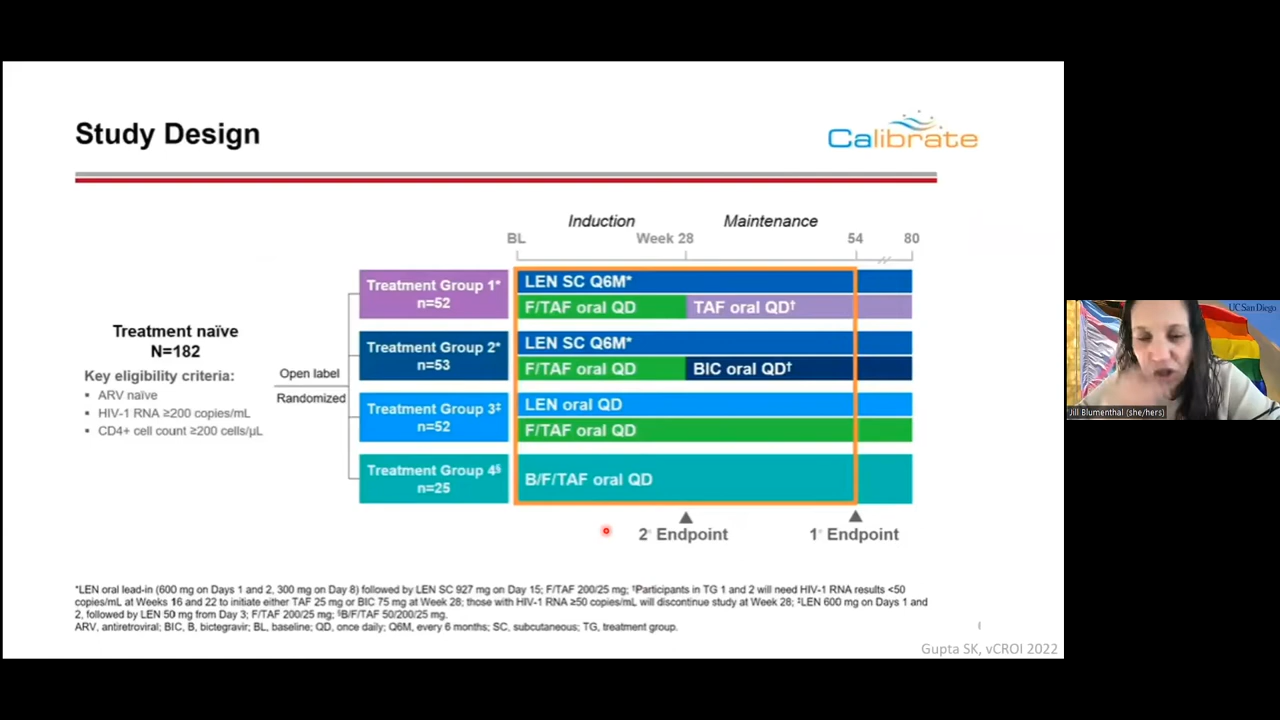 Study Design
Calibrate
Induction
Maintenance
BL
Week 28
54
80
Treatment naïve
N=182
Key eligibility criteria:
• ARV naïve
• HIV-1 RNA ≥200 copies/mL
• CD4+ cell count ≥200 cells/µL
Open label
Randomized
Treatment Group 1*
n=52
LEN SC Q6M*
F/TAF oral QD
TAF oral QD†
Treatment Group 2*
n=53
LEN SC Q6M*
F/TAF oral QD
BIC oral QD†
Treatment Group 3‡
n=52
LEN oral QD
F/TAF oral QD
Treatment Group 4§
n=25
B/F/TAF oral QD
2° Endpoint
1° Endpoint
*LEN oral lead-in (600 mg on Days 1 and 2, 300 mg on Day 8) followed by LEN SC 927 mg on Day 15; F/TAF 200/25 mg; †Participants in TG 1 and 2 will need HIV-1 RNA results <50
copies/mL at Weeks 16 and 22 to initiate either TAF 25 mg or BIC 75 mg at Week 28; those with HIV-1 RNA ≥50 copies/mL will discontinue study at Week 28; ‡LEN 600 mg on Days 1 and
2, followed by LEN 50 mg from Day 3; F/TAF 200/25 mg; §B/F/TAF 50/200/25 mg.
ARV, antiretroviral; BIC, B, bictegravir; BL, baseline; QD, once daily; Q6M, every 6 months; SC, subcutaneous; TG, treatment group.
Gupta SK, vCROI 2022
UC San Diego
Jill Blumenthal (she/hers)